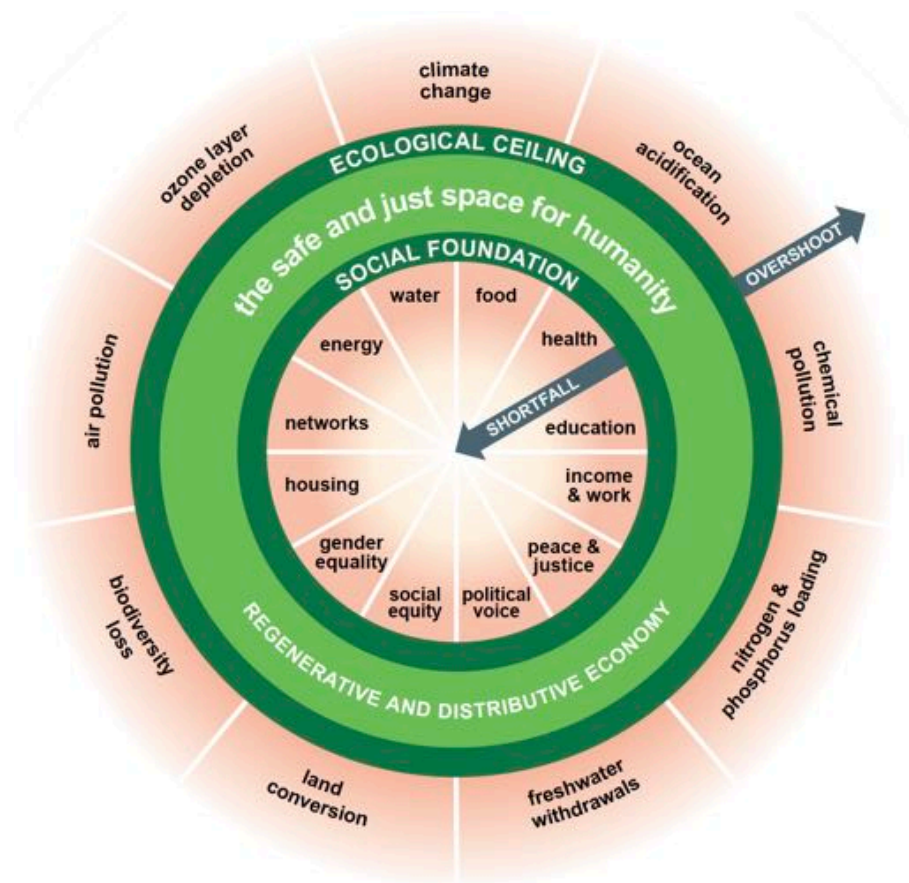 climate
change
ocean
acidification
OVERSHOOT
chemical
pollution
nitrogen &
phosphorus loading
freshwater
withdrawals
land
conversion
biodiversity
loss
air pollution
ozone layer
depletion
ECOLOGICAL CEILING
the safe and just space for humanity
SOCIAL FOUNDATION
water
food
health
SHORTFALL
education
income
& work
peace &
justice
political
voice
social
equity
gender
equality
housing
networks
energy
REGENERATIVE AND DISTRIBUTIVE ECONOMY